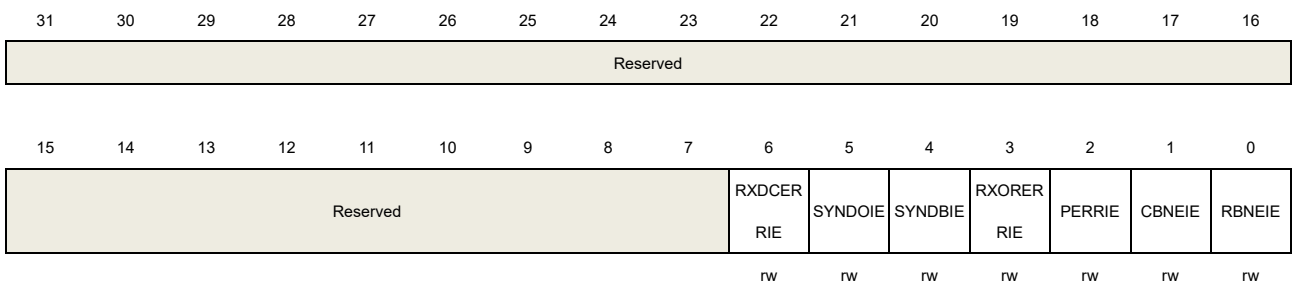 31 30 29 28 27 26 25 24 23 22 21 20 19 18 17 16
Reserved
15 14 13 12 11 10 9 8 7 6 5 4 3 2 1 0
Reserved
RXDCER
RIE
SYNDOIE
SYNDBIE
RXORER
RIE
PERRIE
CBNEIE
RBNEIE
rw rw rw rw rw rw rw